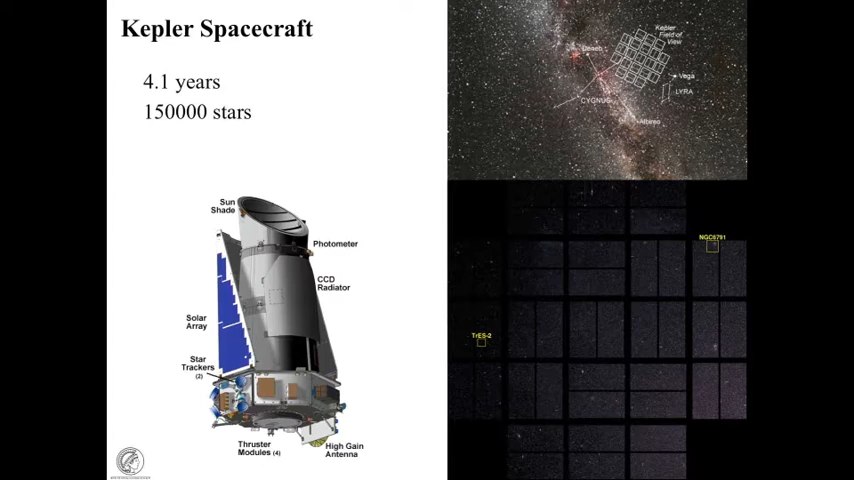 Kepler Spacecraft
4.1 years
150000 stars
Sun
Shade
Photometer
CCD
Radiator
Solar
Array
Star
Trackers
(2)
Thruster
Modules (4)
High Gain
Antenna
Kepler
Field of
View
Deneb
Vega
LYRA
CYGNUS
Albireo
NGC6791
TrES-2